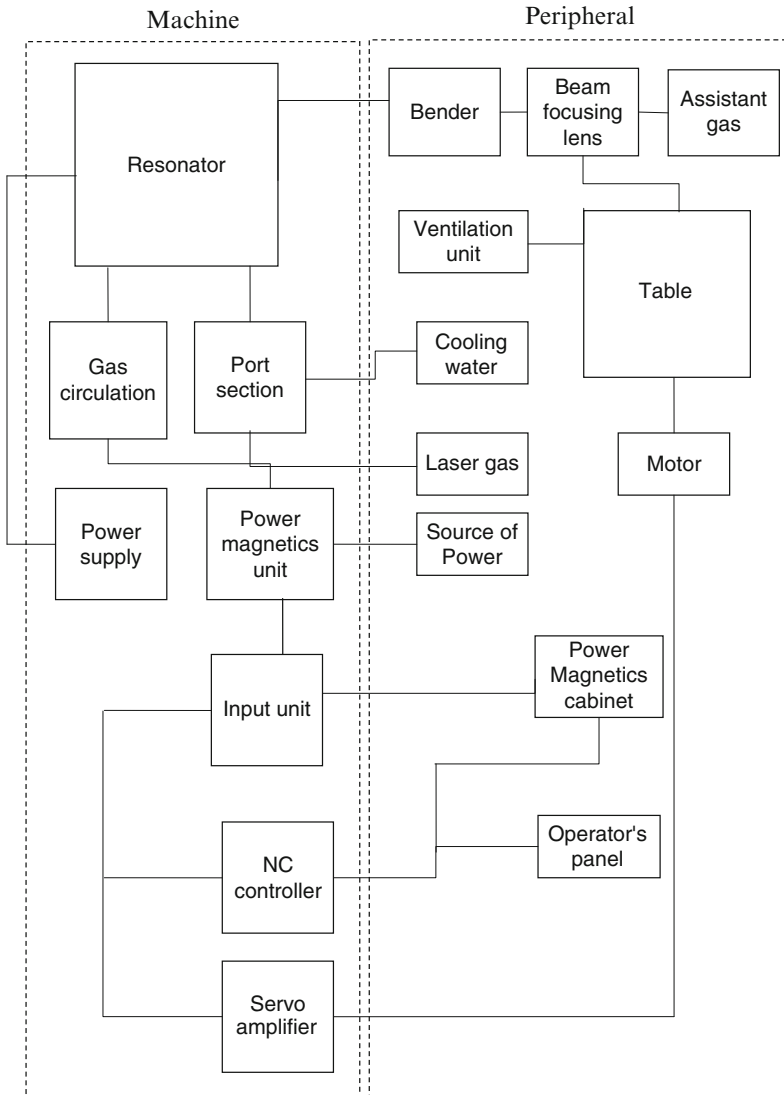 Machine
Peripheral
Resonator
Bender
Beam
focusing
lens
Assistant
gas
Ventilation
unit
Table
Gas
circulation
Port
section
Cooling
water
Laser gas
Motor
Power
supply
Power
magnetics
unit
Source of
Power
Input unit
Power
Magnetics
cabinet
NC
controller
Operator's
panel
Servo
amplifier